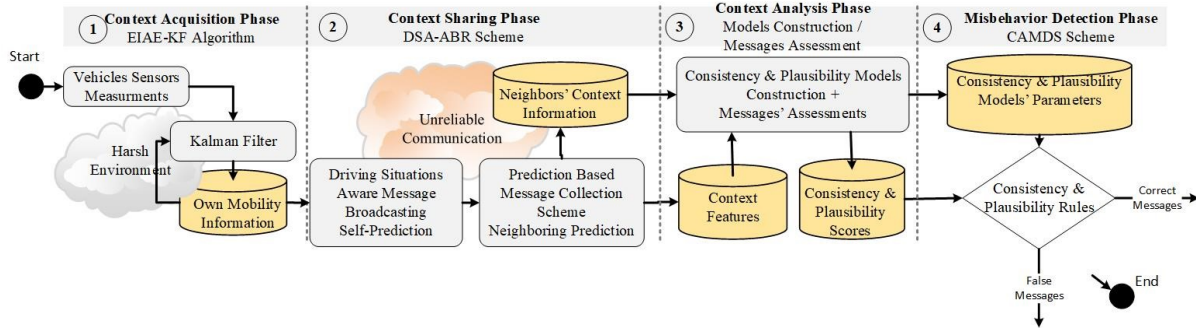 1
Context Acquisition Phase
EIAE-KF Algorithm
2
Context Sharing Phase
DSA-ABR Scheme
3
Context Analysis Phase
Models Construction /
Messages Assessment
4
Misbehavior Detection Phase
CAMDS Scheme
Start
Vehicles Sensors
Measurments
Kalman Filter
Harsh
Environment
Own Mobility
Information
Unreliable
Communication
Neighbors' Context
Information
Driving Situations
Aware Message
Broadcasting
Self-Prediction
Prediction Based
Message Collection
Scheme
Neighboring Prediction
Consistency & Plausibility Models
Construction +
Messages' Assessments
Context
Features
Consistency &
Plausibility
Scores
Consistency & Plausibility
Models' Parameters
Consistency &
Plausibility Rules
Correct
Messages
False
Messages
End